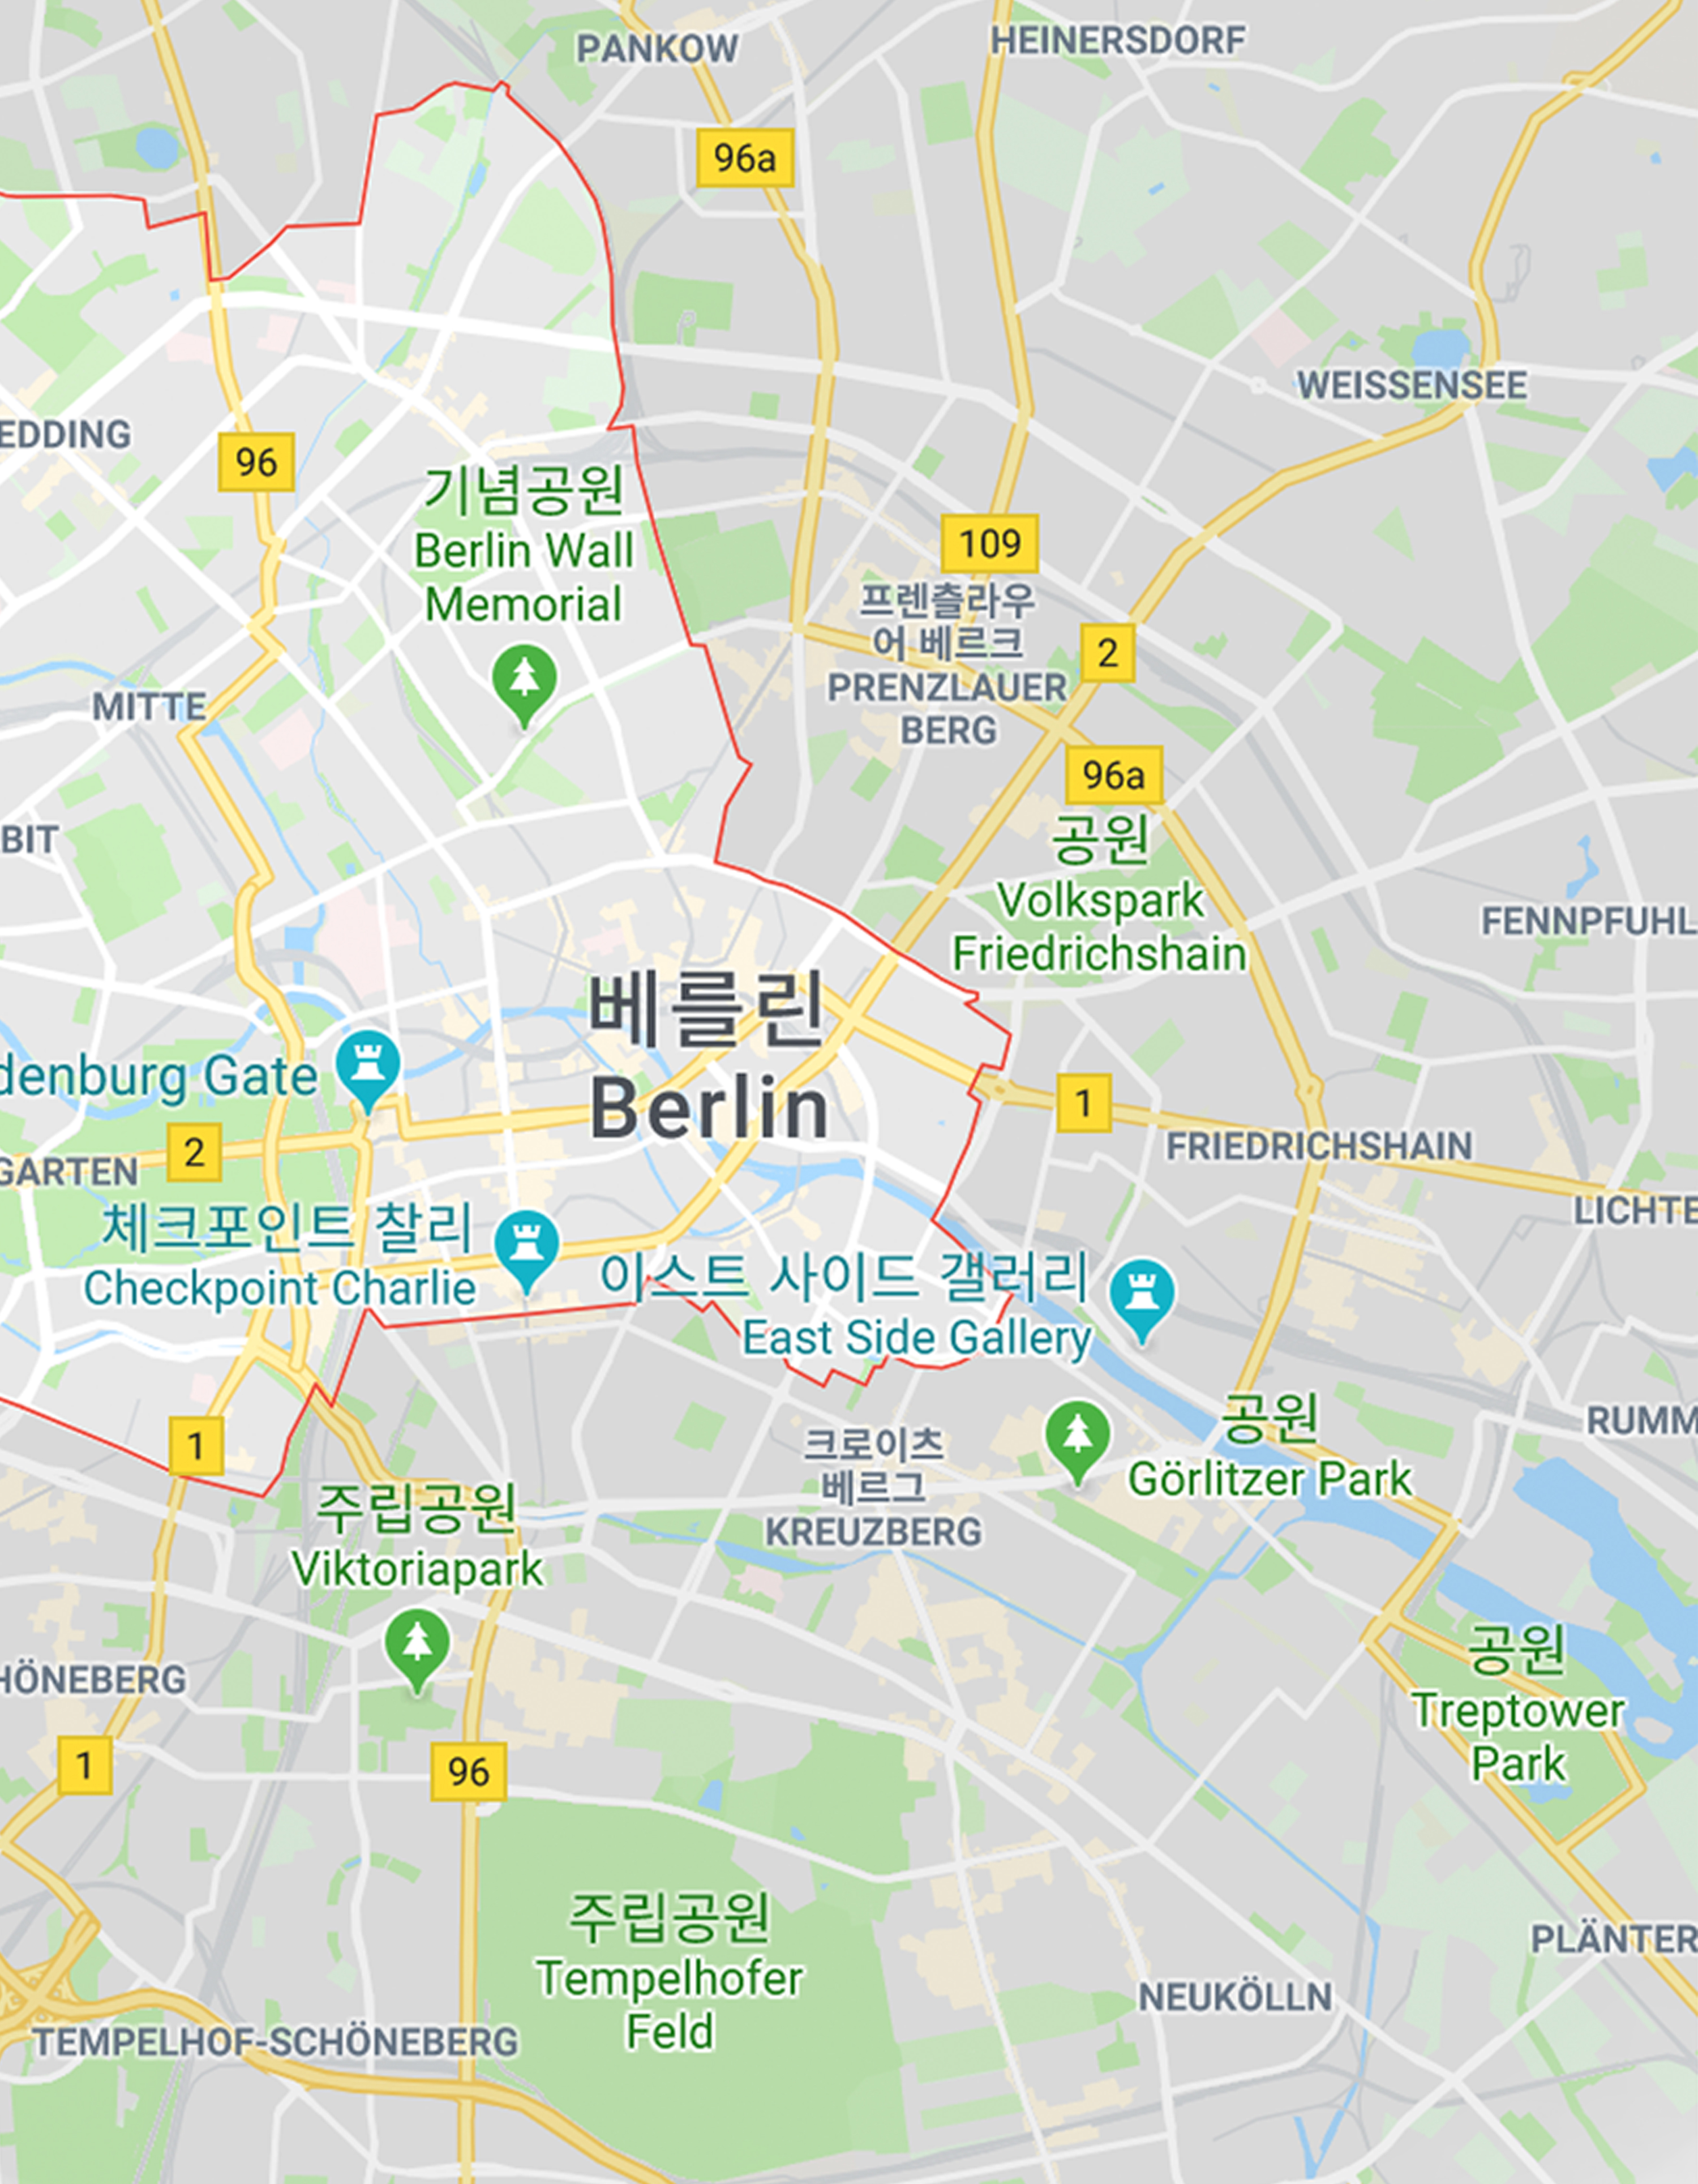 PANKOW
HEINERSDORF
96a
WEISSENSEE
EDDING
96
기념공원
Berlin Wall
Memorial
109
프렌츨라우
어 베르크
PRENZLAUER
BERG
2
MITTE
96a
공원
Volkspark
Friedrichshain
BIT
FENNPFUHL
베를린
Berlin
denburg Gate
1
2
FRIEDRICHSHAIN
GARTEN
LICHTE
체크포인트 찰리
Checkpoint Charlie
이스트 사이드 갤러리
East Side Gallery
1
공원
Görlitzer Park
RUMM
크로이츠
베르그
KREUZBERG
주립공원
Viktoriapark
HÖNEBERG
공원
Treptower
Park
1
96
주립공원
Tempelhofer
Feld
PLÄNTER
NEUKÖLLN
TEMPELHOF-SCHÖNEBERG